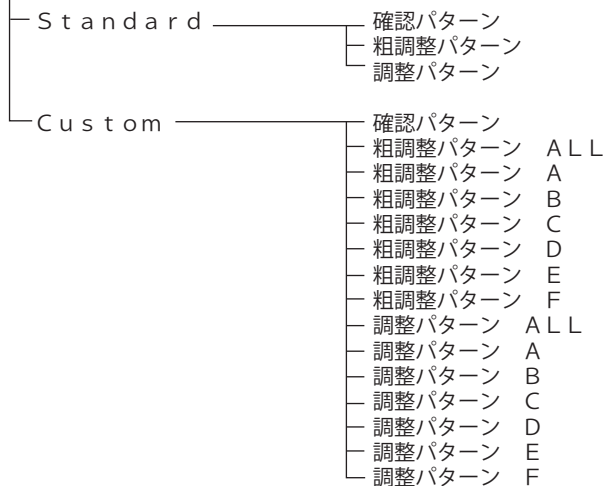 Ｓｔａｎｄａｒｄ 確認パターン
粗調整パターン
調整パターン
Ｃｕｓｔｏｍ 確認パターン
粗調整パターン　ＡＬＬ
粗調整パターン　Ａ
粗調整パターン　Ｂ
粗調整パターン　Ｃ
粗調整パターン　Ｄ
粗調整パターン　Ｅ
粗調整パターン　Ｆ
調整パターン　ＡＬＬ
調整パターン　Ａ
調整パターン　Ｂ
調整パターン　Ｃ
調整パターン　Ｄ
調整パターン　Ｅ
調整パターン　Ｆ